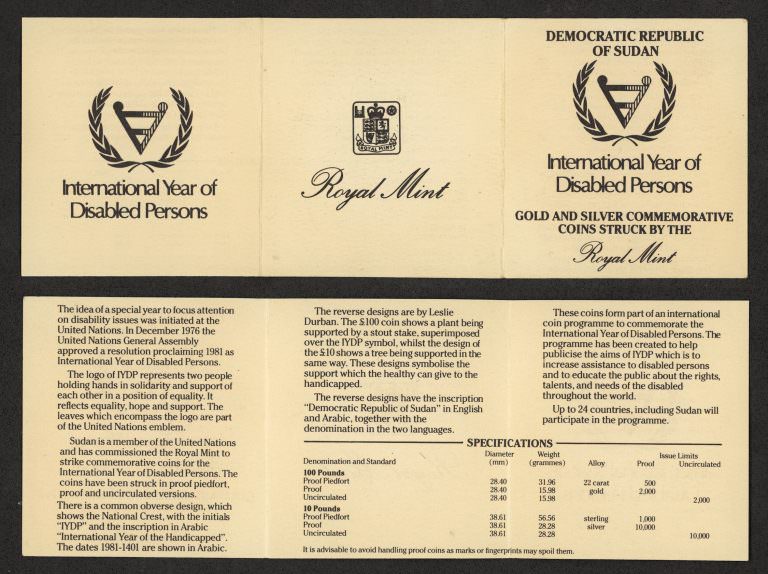 International Year of
Disabled Persons
ROYAL MINT
Royal Mint
DEMOCRATIC REPUBLIC
OF SUDAN
International Year of
Disabled Persons
GOLD AND SILVER COMMEMORATIVE
COINS STRUCK BY THE
Royal Mint
The idea of a special year to focus attention
on disability issues was initiated at the
United Nations. In December 1976 the
United Nations General Assembly
approved a resolution proclaiming 1981 as
International Year of Disabled Persons.
The logo of IYDP represents two people
holding hands in solidarity and support of
each other in a position of equality. It
reflects equality, hope and support. The
leaves which encompass the logo are part
of the United Nations emblem.
Sudan is a member of the United Nations
and has commissioned the Royal Mint to
strike commemorative coins for the
International Year of Disabled Persons. The
coins have been struck in proof piedfort,
proof and uncirculated versions.
There is a common obverse design, which
shows the National Crest, with the initials
"IYDP" and the inscription in Arabic
"International Year of the Handicapped".
The dates 1981-1401 are shown in Arabic.
The reverse designs are by Leslie
Durban. The £100 coin shows a plant being
supported by a stout stake, superimposed
over the IYDP symbol, whilst the design of
the £10 shows a tree being supported in the
same way. These designs symbolise the
support which the healthy can give to the
handicapped.
The reverse designs have the inscription
"Democratic Republic of Sudan" in English
and Arabic, together with the
denomination in the two languages.
These coins form part of an international
coin programme to commemorate the
International Year of Disabled Persons. The
programme has been created to help
publicise the aims of IYDP which is to
increase assistance to disabled persons
and to educate the public about the rights,
talents, and needs of the disabled
throughout the world.
Up to 24 countries, including Sudan will
participate in the programme.
SPECIFICATIONS
Denomination and Standard Diameter (mm) Weight (grammes) Alloy Issue Limits Proof Uncirculated
100 Pounds
Proof Piedfort 28.40 31.96 22 carat 500
Proof 28.40 15.98 gold 2,000
Uncirculated 28.40 15.98 2,000
10 Pounds
Proof Piedfort 38.61 56.56 sterling 1,000
Proof 38.61 28.28 silver 10,000
Uncirculated 38.61 28.28 10,000
It is advisable to avoid handling proof coins as marks or fingerprints may spoil them.